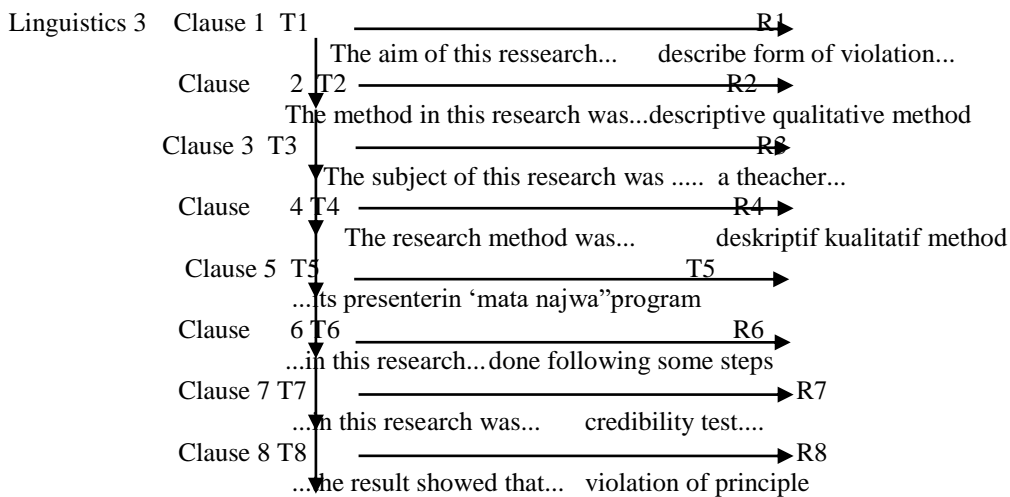 Linguistics 3 Clause 1 T1 R1
The aim of this ressearch... describe form of violation...
Clause 2 T2 R2
The method in this research was...descriptive qualitative method
Clause 3 T3 R3
The subject of this research was ..... a theacher...
Clause 4 T4 R4
The research method was... deskriptif kualitatif method
Clause 5 T5 T5
...its presenterin ‘mata najwa”program
Clause 6 T6 R6
...in this research...done following some steps
Clause 7 T7 R7
...in this research was... credibility test....
Clause 8 T8 R8
...he result showed that... violation of principle